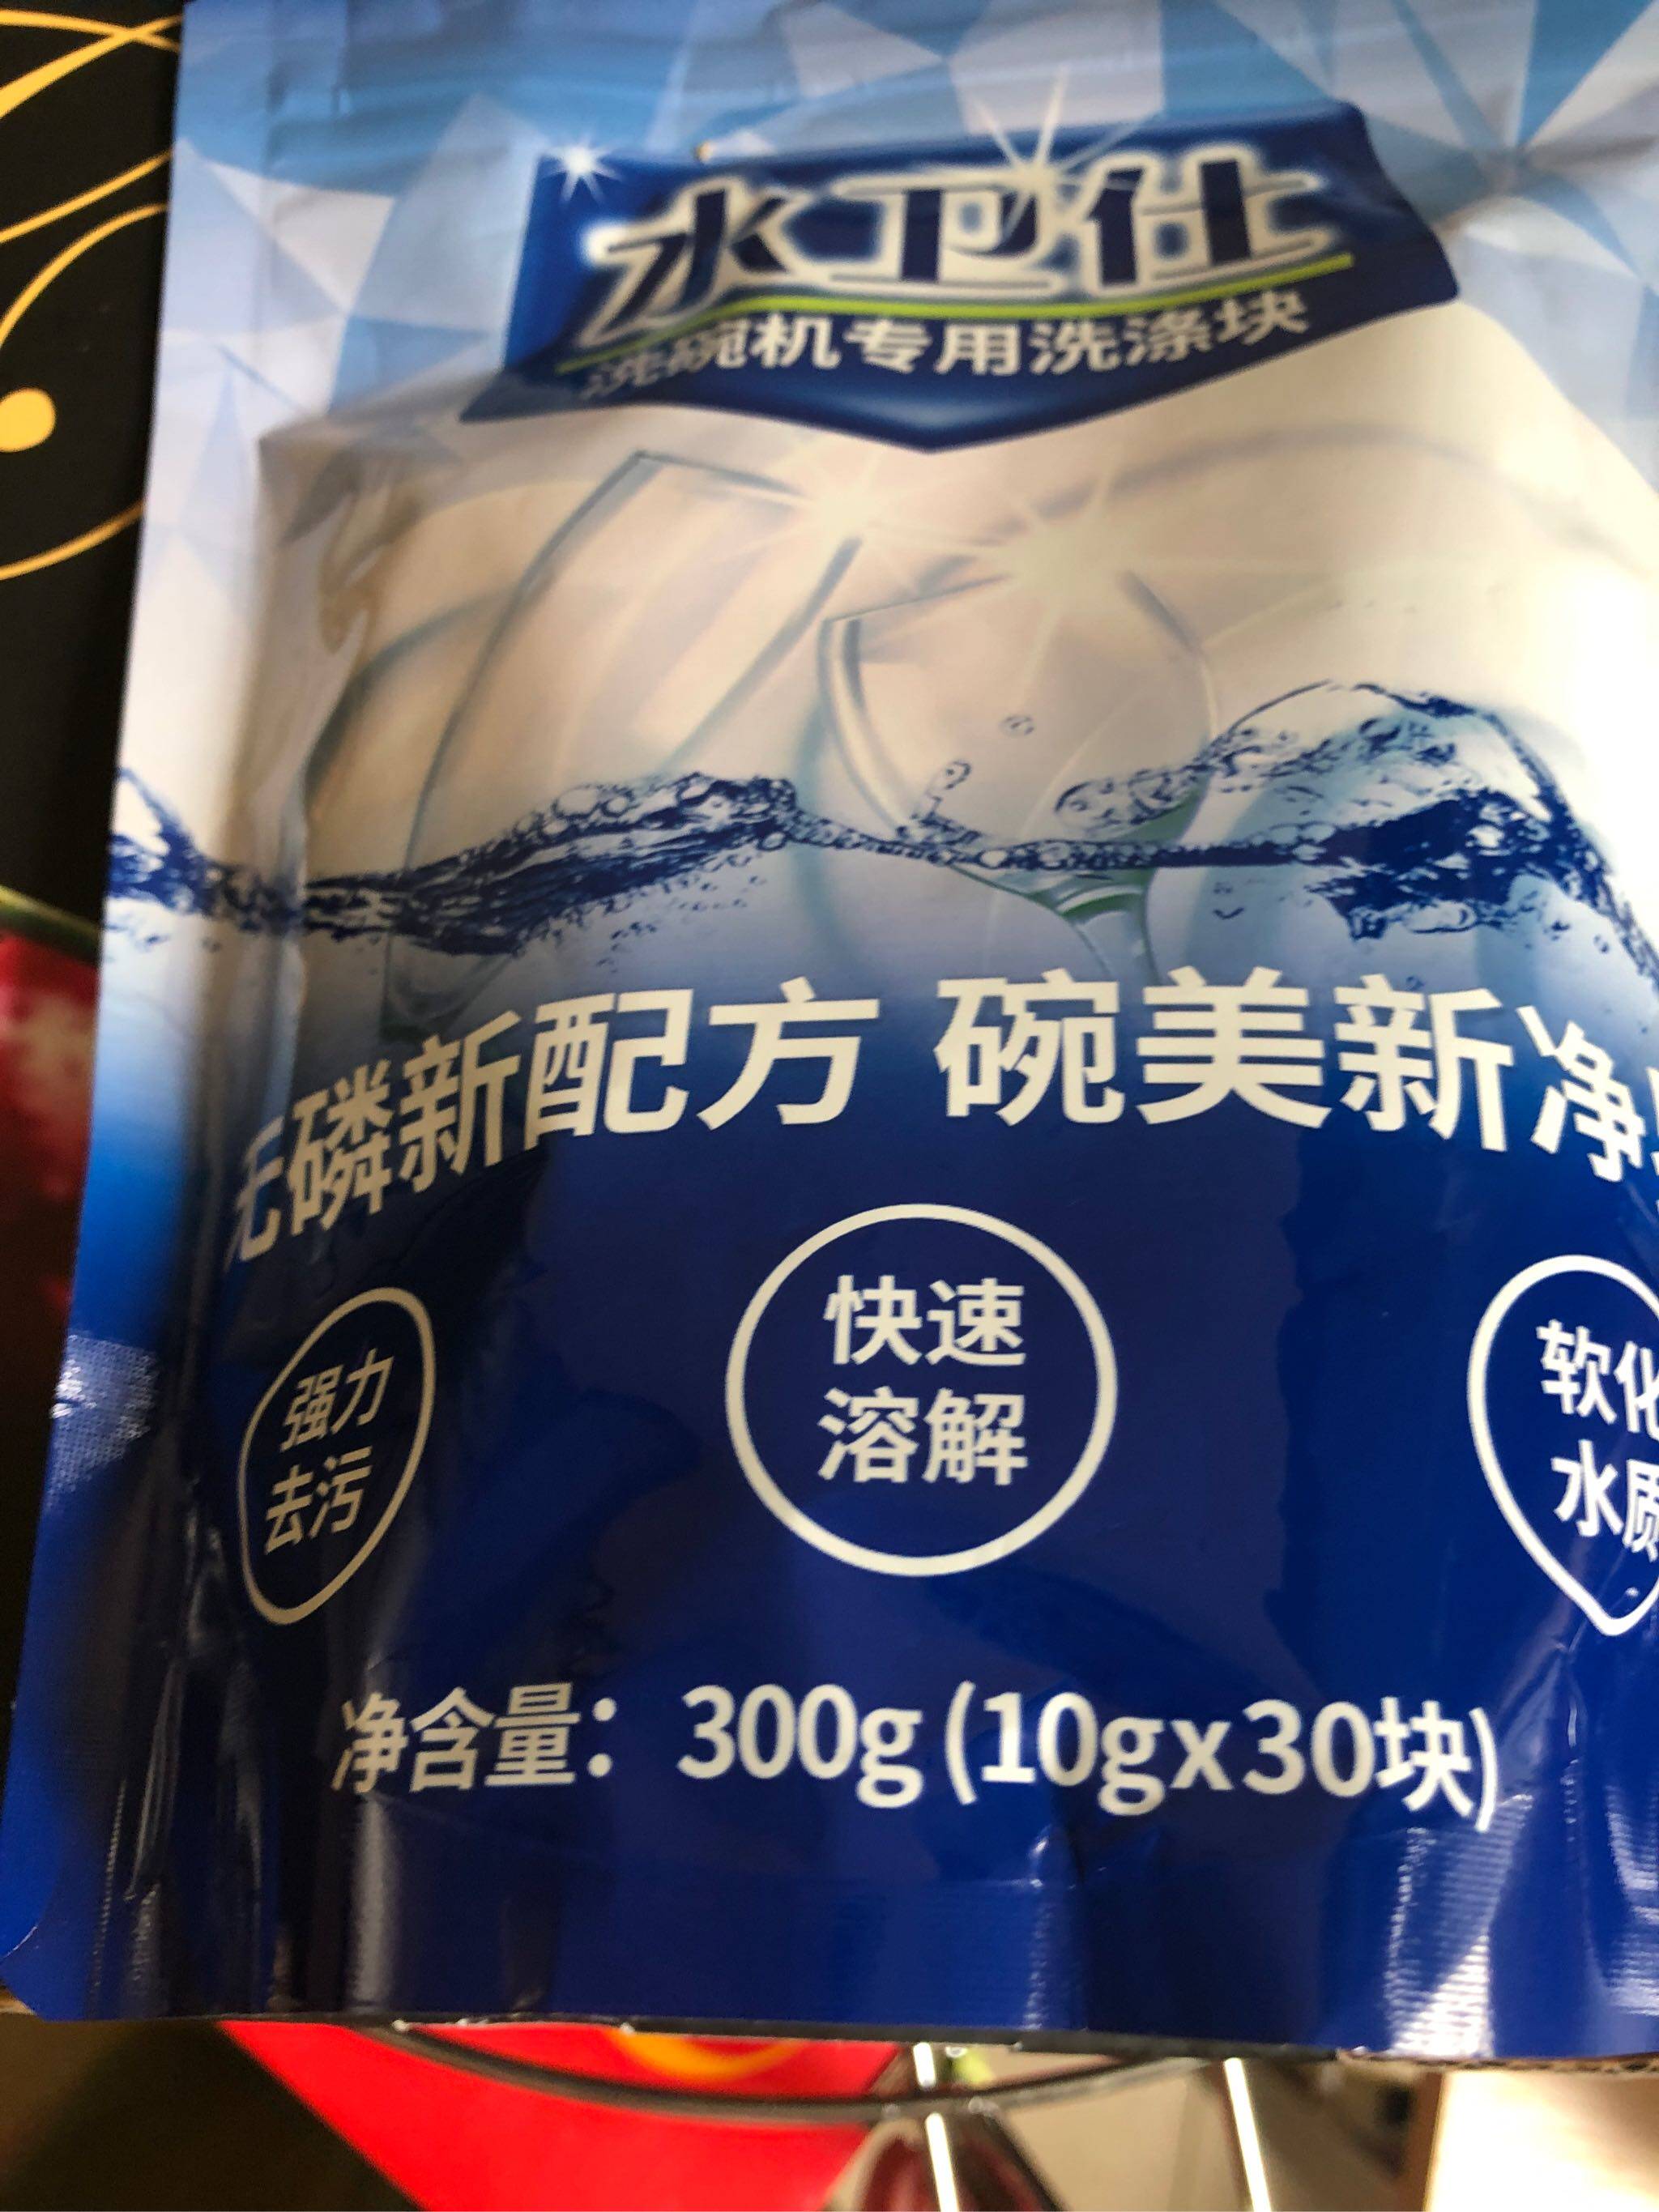 水卫仕
洗碗机专用洗涤块
无磷新配方 碗美新净
强力
去污
快速
溶解
软化
水质
净含量：300g(10gx30块)